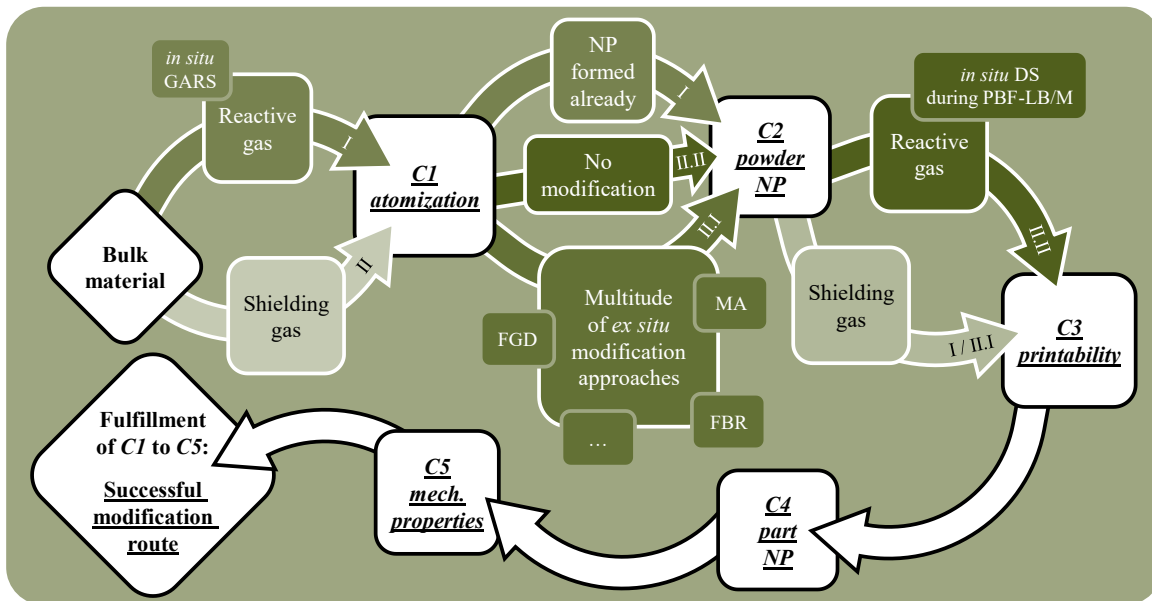 in situ
GARS
Reactive
gas
I
Bulk
material
Shielding
gas
II
C1
atomization
NP
formed
already
I
No
modification
II.II
II.I
Multitude
of ex situ
modification
approaches
FGD
MA
FBR
…
C2
powder
NP
in situ DS
during PBF-LB/M
Reactive
gas
II.II
Shielding
gas
I / II.I
C3
printability
C4
part
NP
C5
mech.
properties
Fulfillment
of C1 to C5:
Successful
modification
route